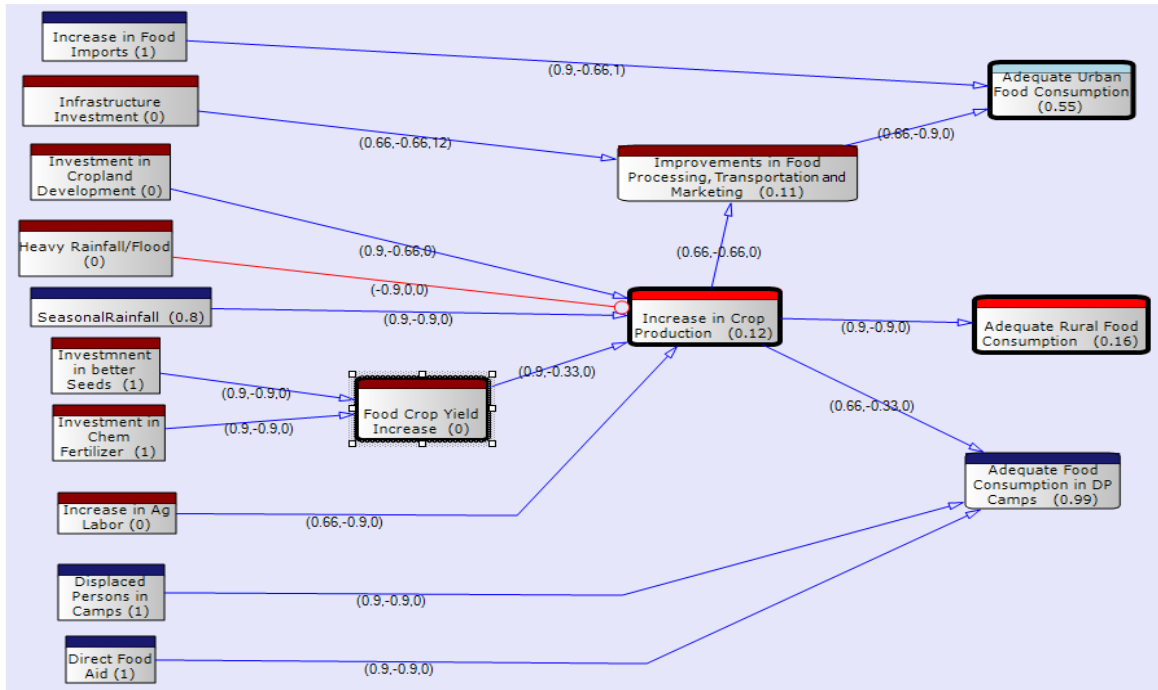 Increase in Food
Imports (1)
(0.9,-0.66,1)
Adequate Urban
Food Consumption
(0.55)
Infrastructure
Investment (0)
(0.66,-0.66,12)
(0.66,-0.9,0)
Investment in
Cropland
Development (0)
Improvements in Food
Processing, Transportation and
Marketing (0.11)
Heavy Rainfall/Flood
(0)
(0.9,-0.66,0)
(0.66,-0.66,0)
(-0.9,0,0)
SeasonalRainfall (0.8)
(0.9,-0.9,0)
Increase in Crop
Production (0.12)
(0.9,-0.9,0)
Adequate Rural Food
Consumption (0.16)
Investmnent
in better
Seeds (1)
(0.9,-0.9,0)
(0.9,-0.33,0)
Investment in
Chem
Fertilizer (1)
(0.9,-0.9,0)
Food Crop Yield
Increase (0)
(0.66,-0.33,0)
Increase in Ag
Labor (0)
(0.66,-0.9,0)
Adequate Food
Consumption in DP
Camps (0.99)
Displaced
Persons in
Camps (1)
(0.9,-0.9,0)
Direct Food
Aid (1)
(0.9,-0.9,0)